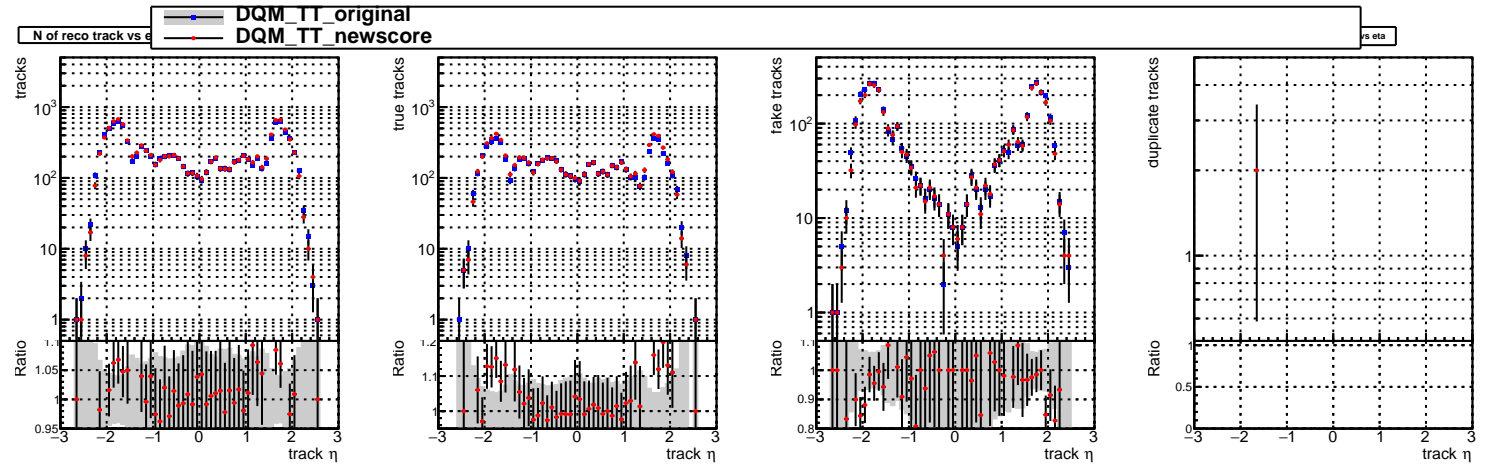 DQM_TT_original
DQM_TT_newscore
N of reco track vs e
vs eta
tracks
10³
10²
10
1
Ratio
1.1
1.05
1
0.95
−3 −2 −1 0 1 2 3
track η
true tracks
10³
10²
10
1
Ratio
1.2
1.1
1
−3 −2 −1 0 1 2 3
track η
fake tracks
10²
10
1
Ratio
1.1
1
0.9
0.8
−3 −2 −1 0 1 2 3
track η
duplicate tracks
1
Ratio
1
0.5
0
−3 −2 −1 0 1 2 3
track η